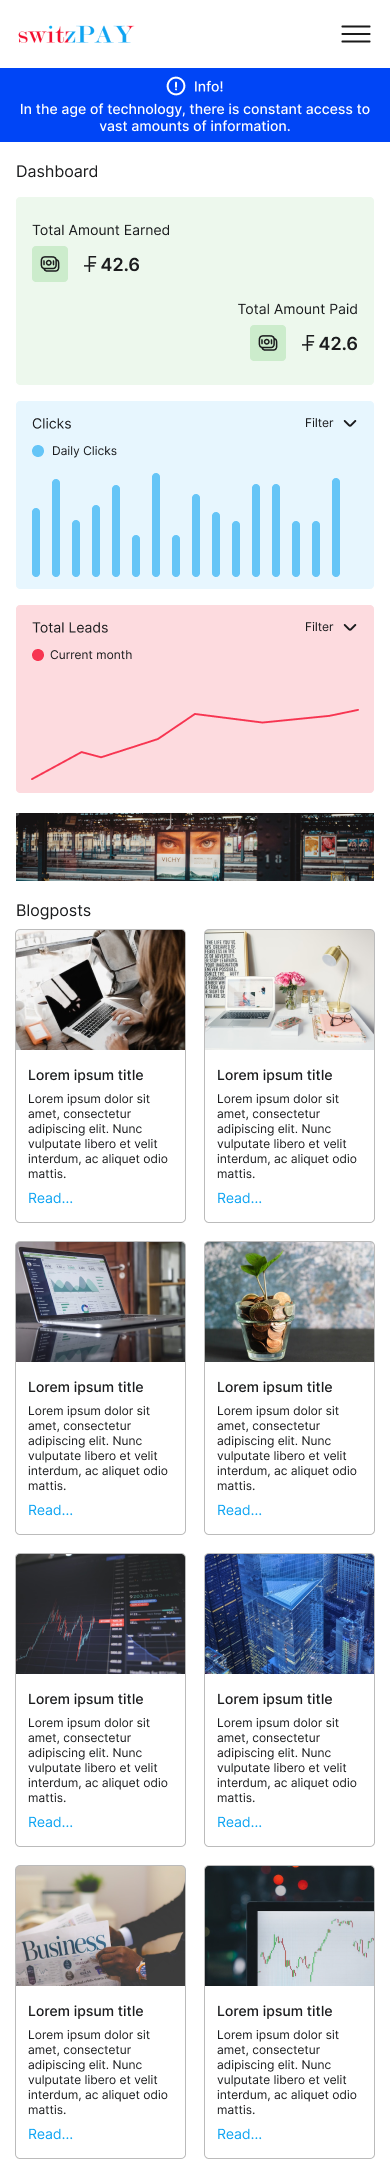 switzPAY
Info!
In the age of technology, there is constant access to
vast amounts of information.
Dashboard
Total Amount Earned
₣ 42.6
Total Amount Paid
₣ 42.6
Clicks
Filter
Daily Clicks
Total Leads
Filter
Current month
VICHY
18
Blogposts
Lorem ipsum title
Lorem ipsum dolor sit
amet, consectetur
adipiscing elit. Nunc
vulputate libero et velit
interdum, ac aliquet odio
mattis.
Read...
Lorem ipsum title
Lorem ipsum dolor sit
amet, consectetur
adipiscing elit. Nunc
vulputate libero et velit
interdum, ac aliquet odio
mattis.
Read...
Lorem ipsum title
Lorem ipsum dolor sit
amet, consectetur
adipiscing elit. Nunc
vulputate libero et velit
interdum, ac aliquet odio
mattis.
Read...
Lorem ipsum title
Lorem ipsum dolor sit
amet, consectetur
adipiscing elit. Nunc
vulputate libero et velit
interdum, ac aliquet odio
mattis.
Read...
Lorem ipsum title
Lorem ipsum dolor sit
amet, consectetur
adipiscing elit. Nunc
vulputate libero et velit
interdum, ac aliquet odio
mattis.
Read...
Lorem ipsum title
Lorem ipsum dolor sit
amet, consectetur
adipiscing elit. Nunc
vulputate libero et velit
interdum, ac aliquet odio
mattis.
Read...
Business
Lorem ipsum title
Lorem ipsum dolor sit
amet, consectetur
adipiscing elit. Nunc
vulputate libero et velit
interdum, ac aliquet odio
mattis.
Read...
Lorem ipsum title
Lorem ipsum dolor sit
amet, consectetur
adipiscing elit. Nunc
vulputate libero et velit
interdum, ac aliquet odio
mattis.
Read...